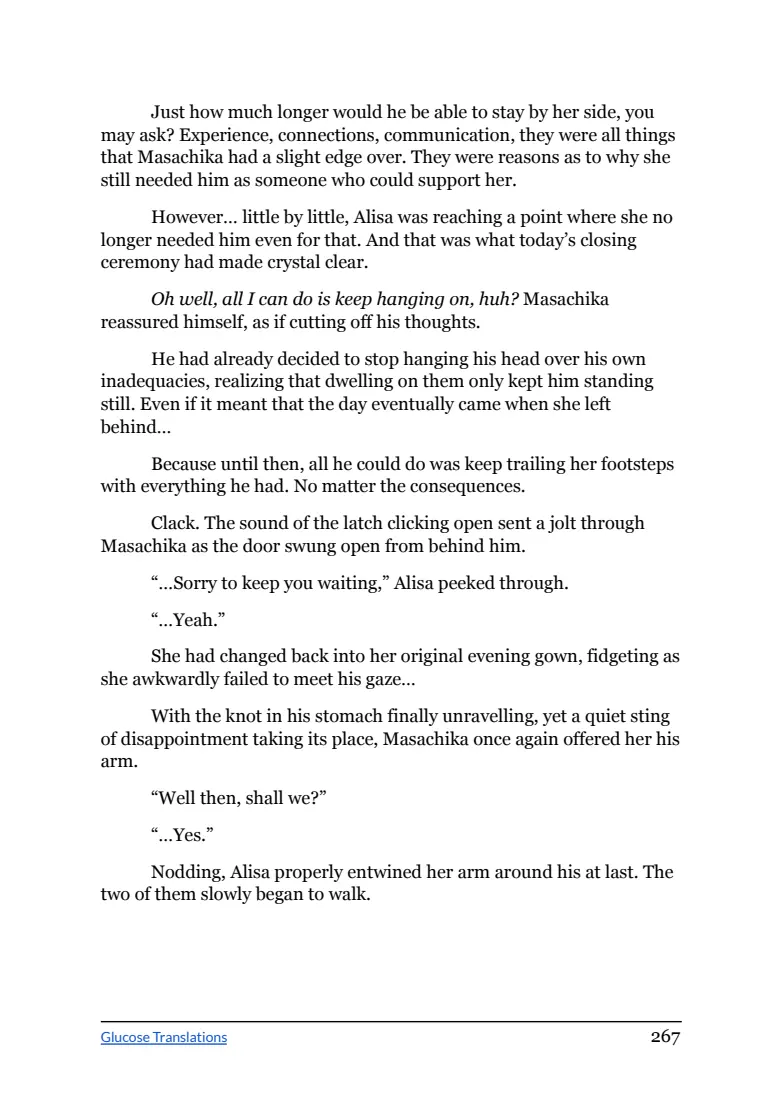 Just how much longer would he be able to stay by her side, you
may ask? Experience, connections, communication, they were all things
that Masachika had a slight edge over. They were reasons as to why she
still needed him as someone who could support her.
However… little by little, Alisa was reaching a point where she no
longer needed him even for that. And that was what today’s closing
ceremony had made crystal clear.
Oh well, all I can do is keep hanging on, huh? Masachika
reassured himself, as if cutting off his thoughts.
He had already decided to stop hanging his head over his own
inadequacies, realizing that dwelling on them only kept him standing
still. Even if it meant that the day eventually came when she left
behind…
Because until then, all he could do was keep trailing her footsteps
with everything he had. No matter the consequences.
Clack. The sound of the latch clicking open sent a jolt through
Masachika as the door swung open from behind him.
“…Sorry to keep you waiting,” Alisa peeked through.
“…Yeah.”
She had changed back into her original evening gown, fidgeting as
she awkwardly failed to meet his gaze…
With the knot in his stomach finally unravelling, yet a quiet sting
of disappointment taking its place, Masachika once again offered her his
arm.
“Well then, shall we?”
“…Yes.”
Nodding, Alisa properly entwined her arm around his at last. The
two of them slowly began to walk.
Glucose Translations 267